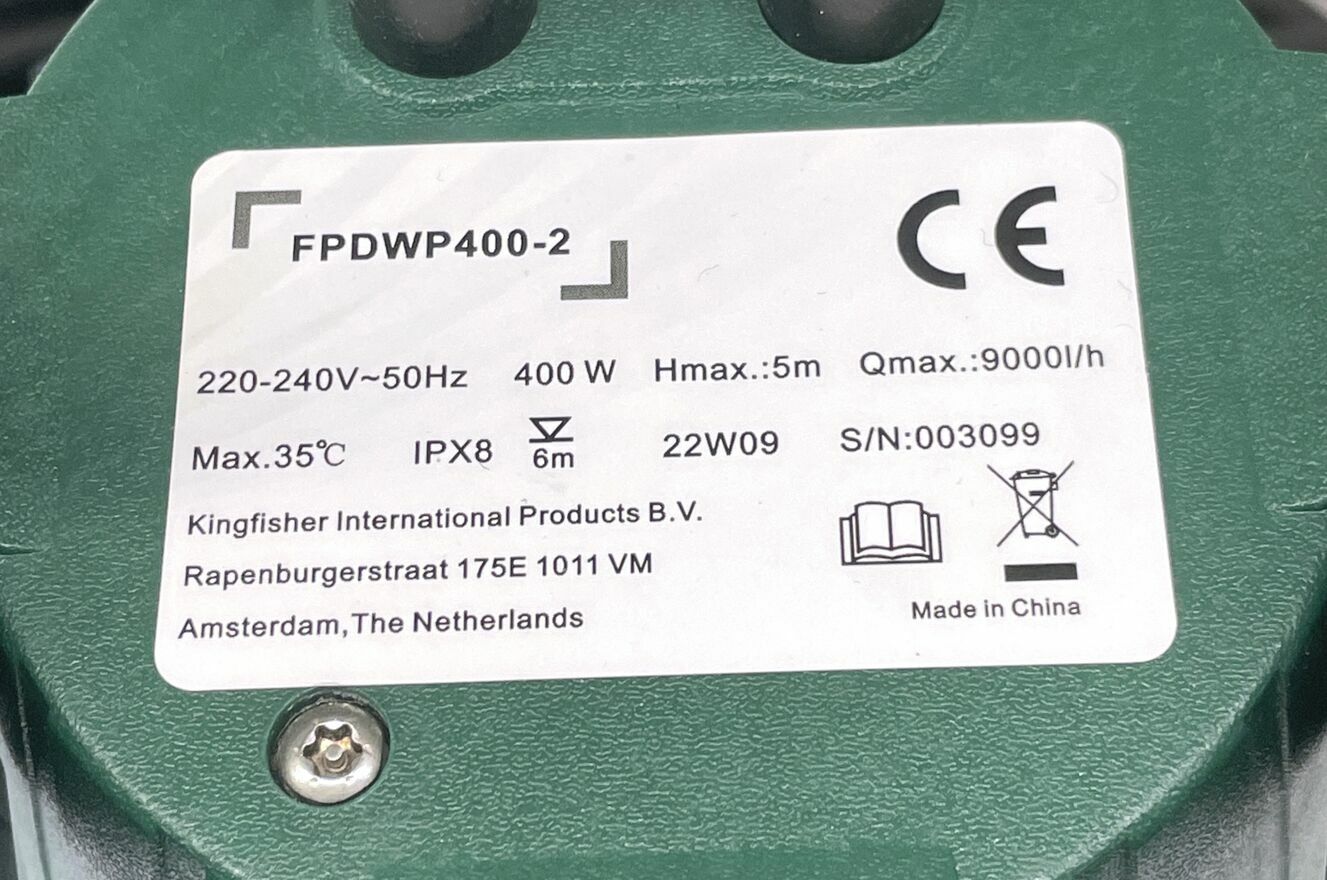 FPDWP400-2
CE
220-240V~50Hz 400 W Hmax.:5m Qmax.:9000l/h
Max.35℃ IPX8 6m 22W09 S/N:003099
Kingfisher International Products B.V.
Rapenburgerstraat 175E 1011 VM
Amsterdam,The Netherlands
Made in China